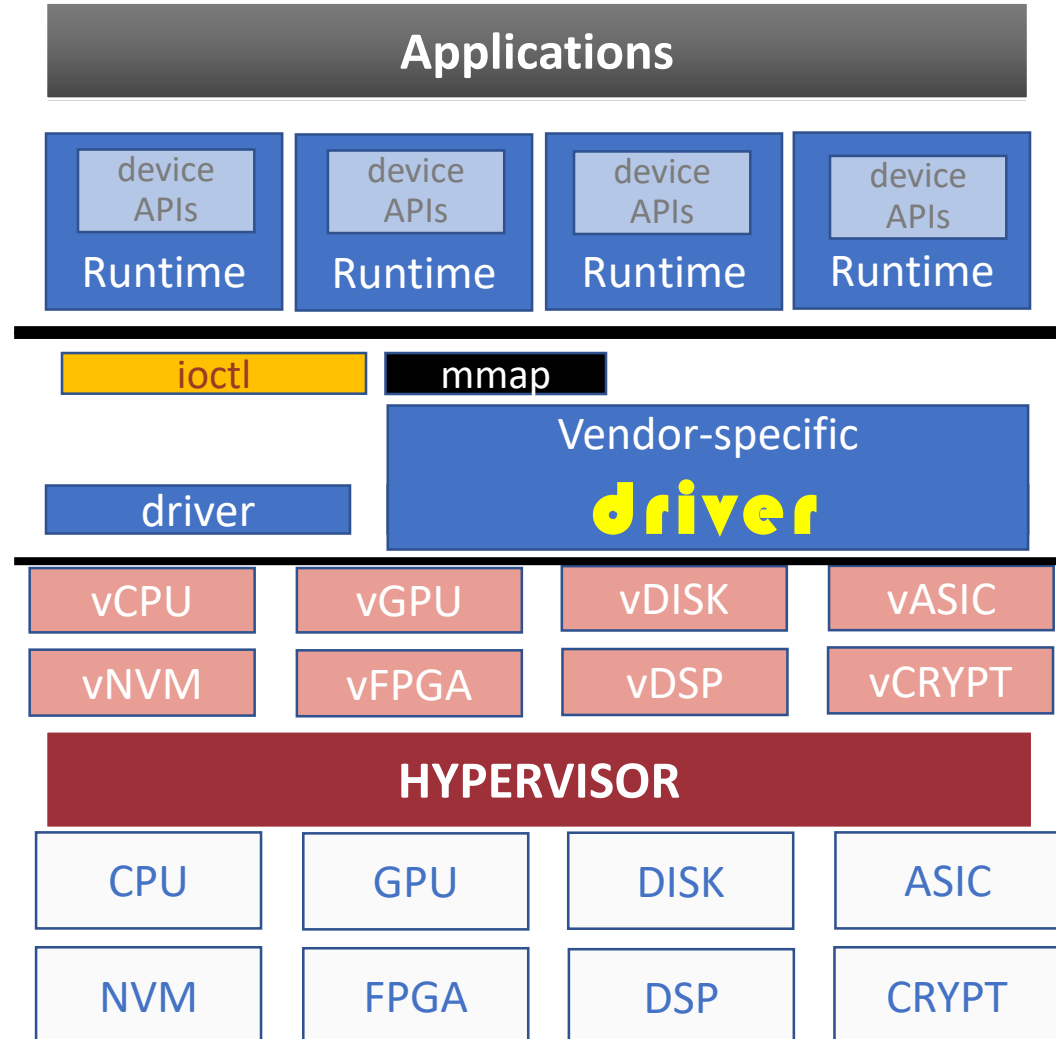 Applications
device
APIs
Runtime
device
APIs
Runtime
device
APIs
Runtime
device
APIs
Runtime
ioctl
mmap
driver
Vendor-specific
driver
vCPU
vGPU
vDISK
vASIC
vNVM
vFPGA
vDSP
vCRYPT
HYPERVISOR
CPU
GPU
DISK
ASIC
NVM
FPGA
DSP
CRYPT